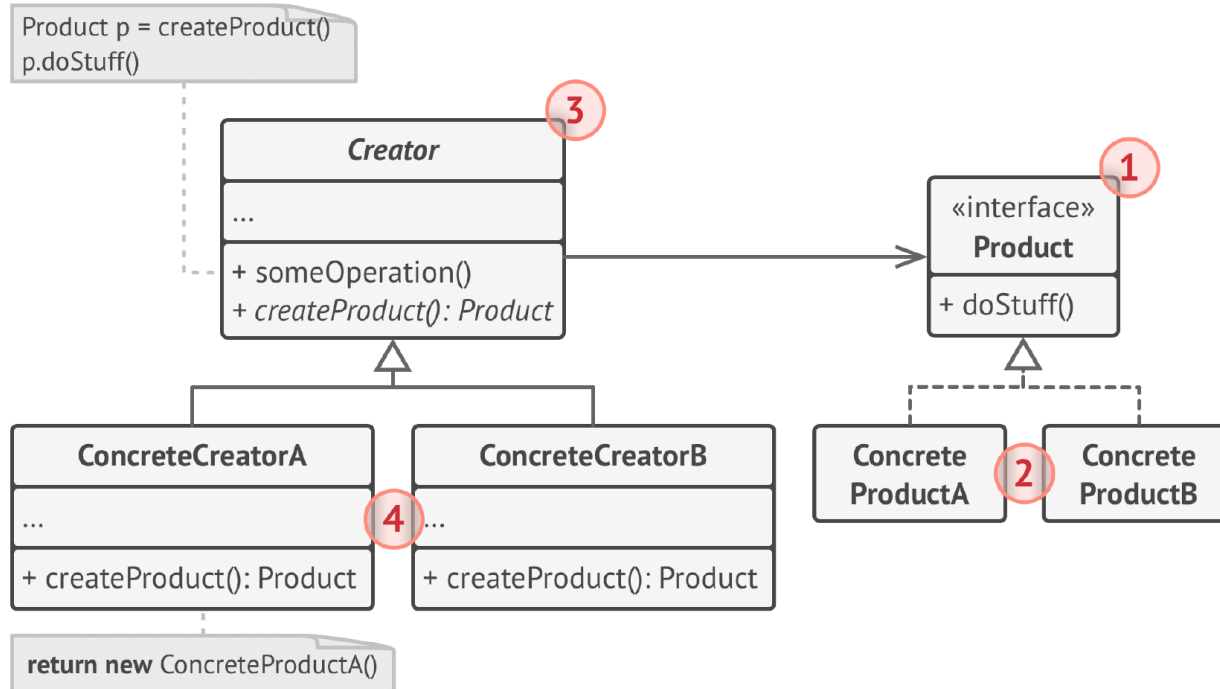 Product p = createProduct()
p.doStuff()
3
Creator
...
+ someOperation()
+ createProduct(): Product
1
«interface»
Product
+ doStuff()
ConcreteCreatorA
...
+ createProduct(): Product
4
ConcreteCreatorB
...
+ createProduct(): Product
Concrete
ProductA
2
Concrete
ProductB
return new ConcreteProductA()